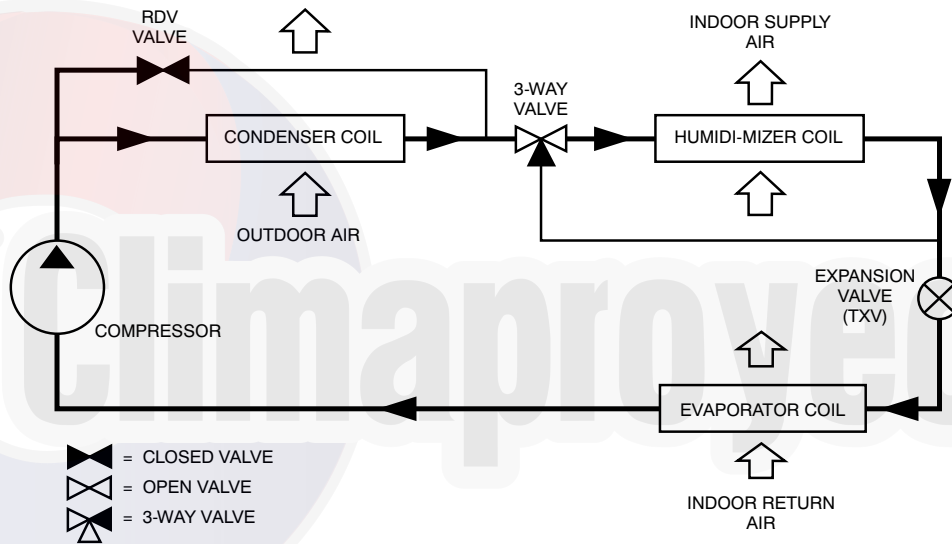 RDV
VALVE
INDOOR SUPPLY
AIR
3-WAY
VALVE
CONDENSER COIL
HUMIDI-MIZER COIL
OUTDOOR AIR
EXPANSION
VALVE
(TXV)
COMPRESSOR
Climaproyec
EVAPORATOR COIL
= CLOSED VALVE
= OPEN VALVE
= 3-WAY VALVE
INDOOR RETURN
AIR